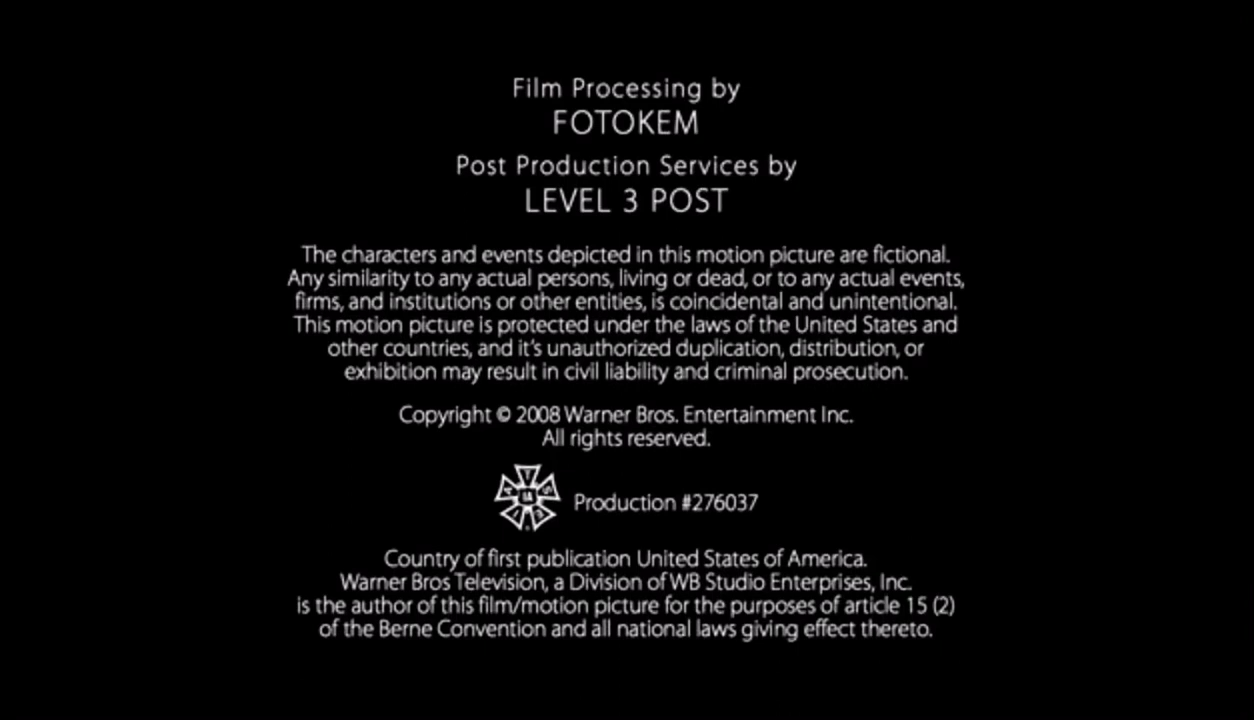 Film Processing by
FOTOKEM
Post Production Services by
LEVEL 3 POST
The characters and events depicted in this motion picture are fictional.
Any similarity to any actual persons, living or dead, or to any actual events,
firms, and institutions or other entities, is coincidental and unintentional.
This motion picture is protected under the laws of the United States and
other countries, and it's unauthorized duplication, distribution, or
exhibition may result in civil liability and criminal prosecution.
Copyright © 2008 Warner Bros. Entertainment Inc.
All rights reserved.
IATSE Production #276037
Country of first publication United States of America.
Warner Bros Television, a Division of WB Studio Enterprises, Inc.
is the author of this film/motion picture for the purposes of article 15 (2)
of the Berne Convention and all national laws giving effect thereto.